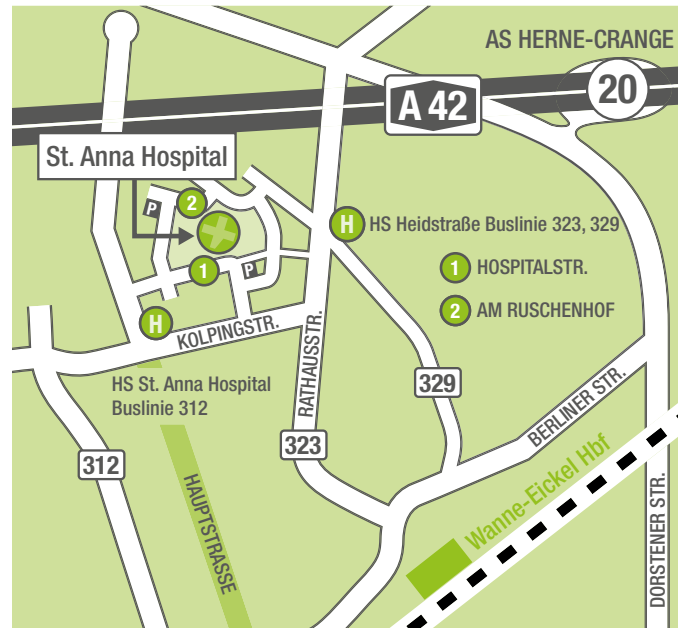 AS HERNE-CRANGE
20
A 42
St. Anna Hospital
P
2
H
HS Heidstraße Buslinie 323, 329
1
P
1
HOSPITALSTR.
2
AM RUSCHENHOF
H
KOLPINGSTR.
RATHAUSSTR.
HS St. Anna Hospital
Buslinie 312
329
BERLINER STR.
323
312
HAUPTSTRASSE
Wanne-Eickel Hbf
DORSTENER STR.